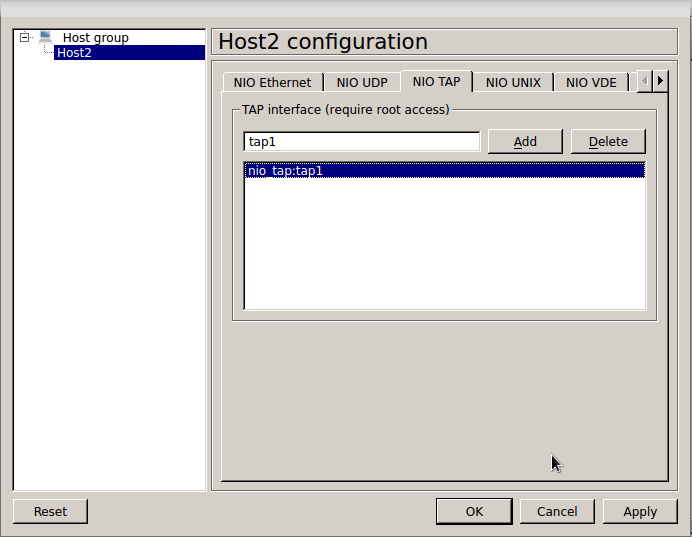 Host group
Host2
Host2 configuration
NIO Ethernet NIO UDP NIO TAP NIO UNIX NIO VDE
TAP interface (require root access)
tap1 Add Delete
nio_tap:tap1
Reset OK Cancel Apply